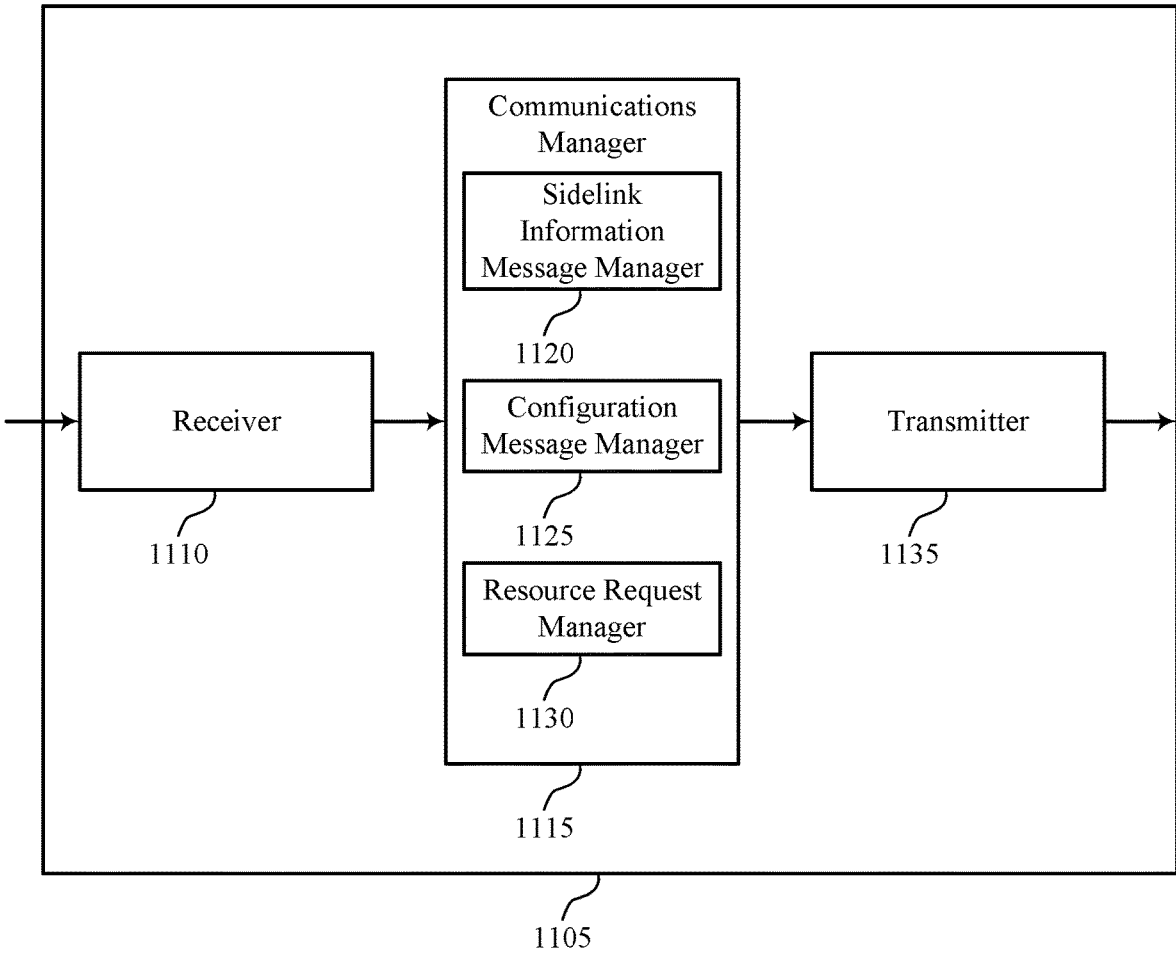 Communications
Manager
Sidelink
Information
Message Manager
1120
Receiver
1110
Configuration
Message Manager
1125
Transmitter
1135
Resource Request
Manager
1130
1115
1105